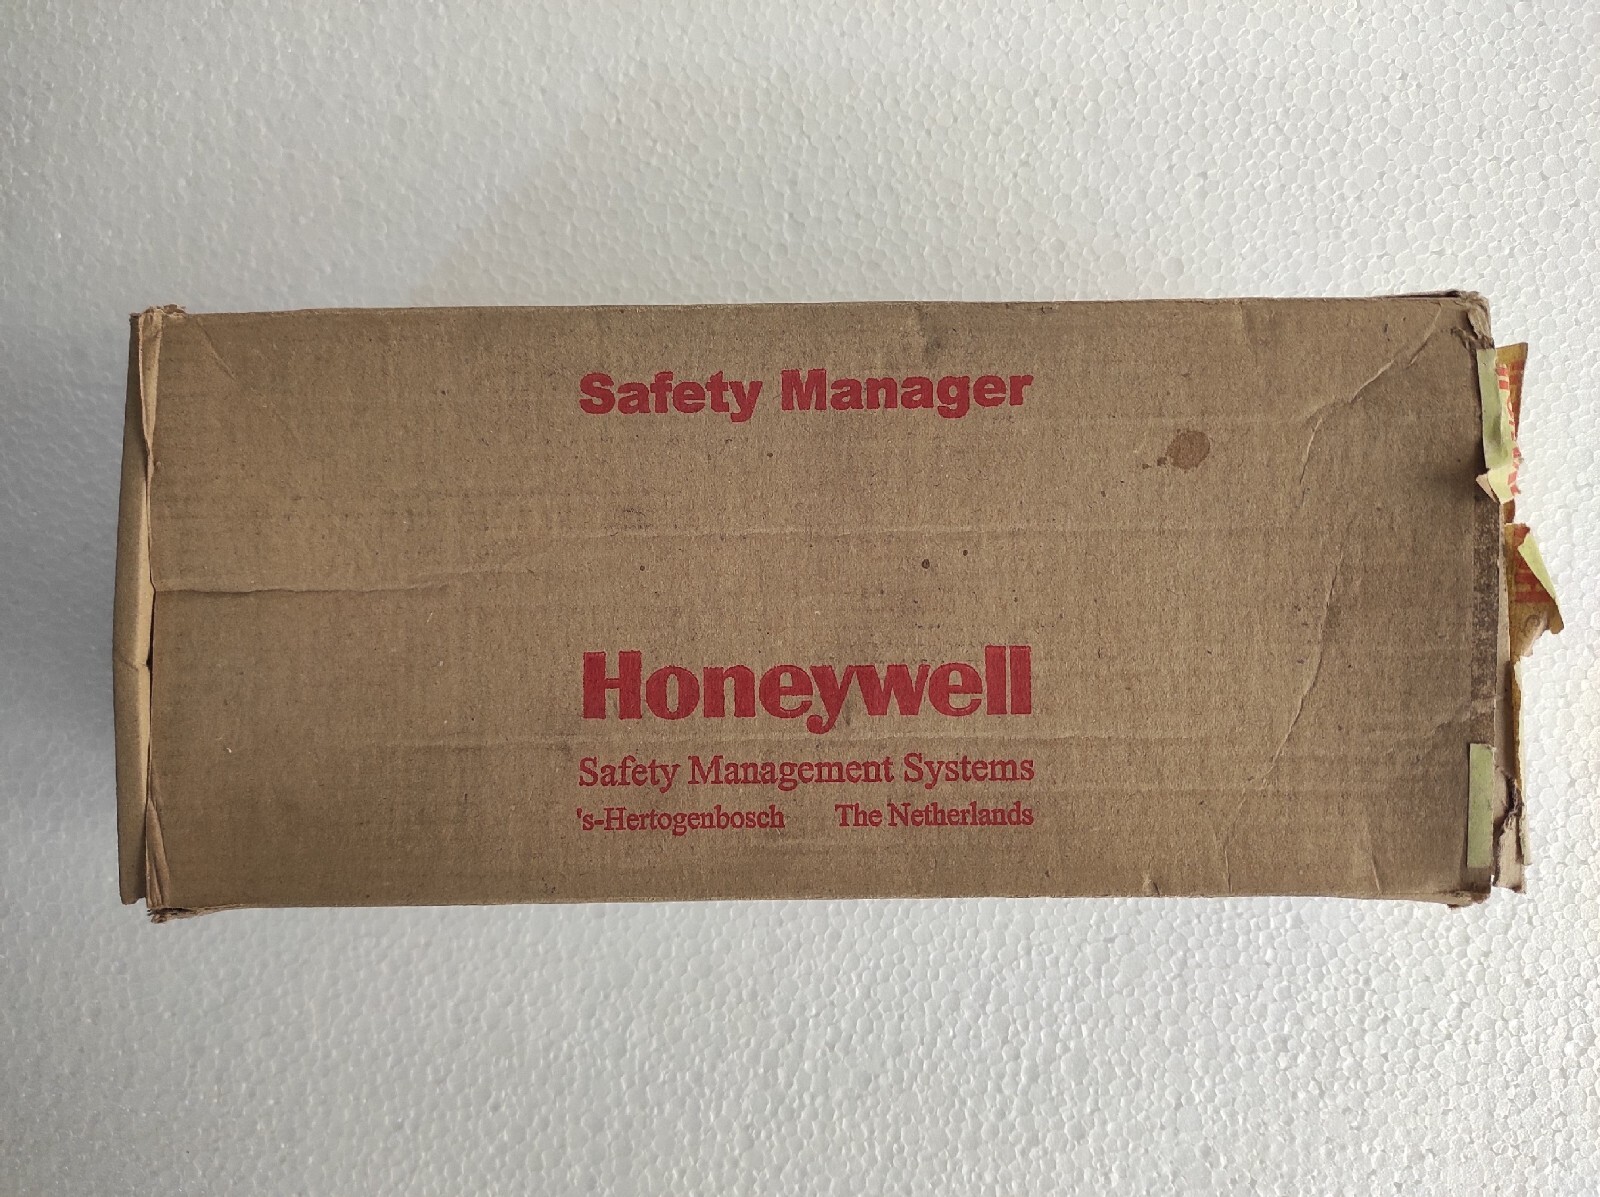 Safety Manager
Honeywell
Safety Management Systems
's-Hertogenbosch The Netherlands